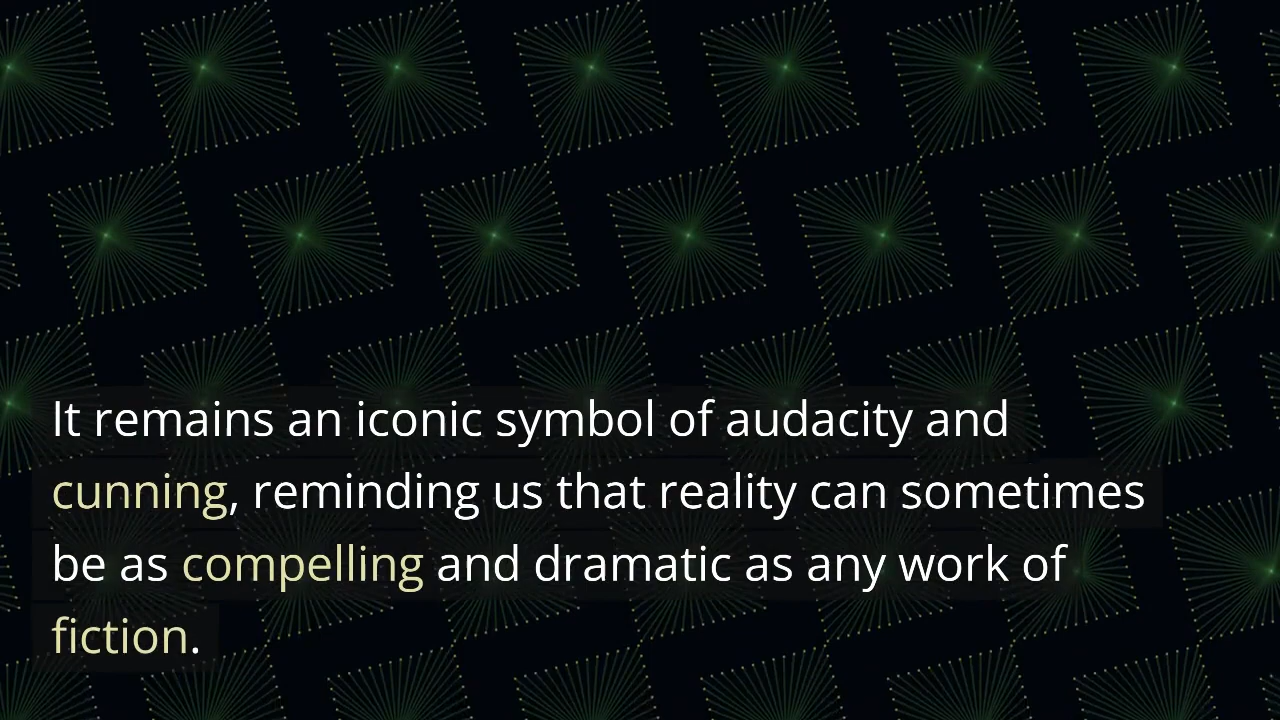 It remains an iconic symbol of audacity and
cunning, reminding us that reality can sometimes
be as compelling and dramatic as any work of
fiction.